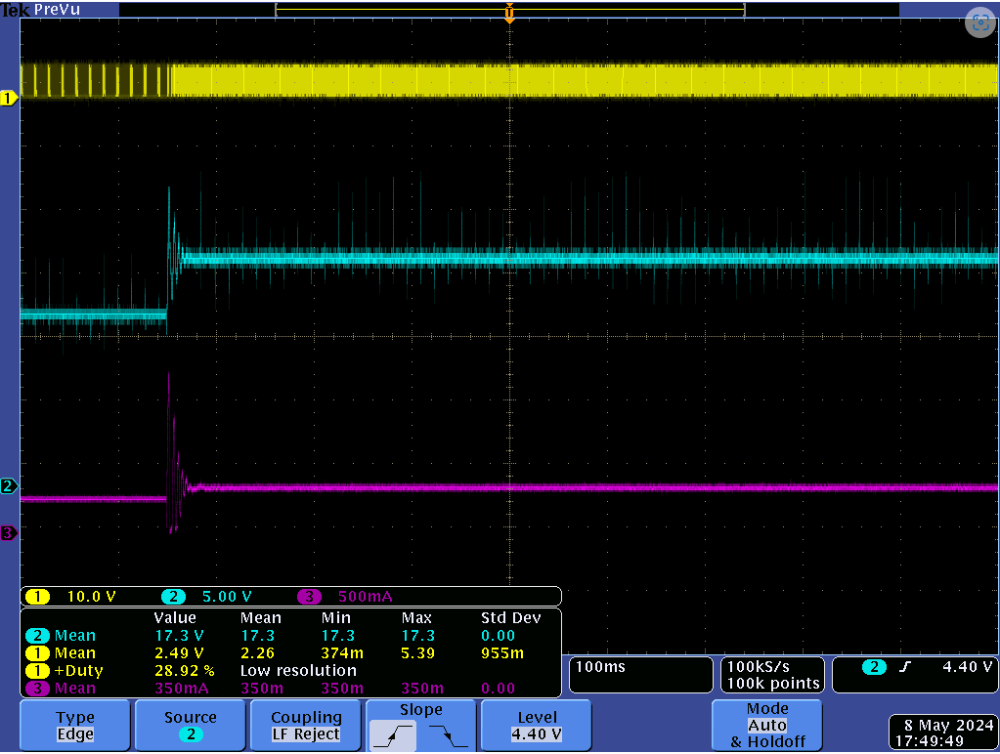 Tek PreVu
T
1
2
3
1 10.0 V 2 5.00 V 3 500mA
Value Mean Min Max Std Dev
2 Mean 17.3 V 17.3 17.3 17.3 0.00
1 Mean 2.49 V 2.26 374m 5.39 955m
1 +Duty 28.92 % Low resolution
3 Mean 350mA 350m 350m 350m 0.00
100ms
100kS/s
100k points
2 4.40 V
Type
Edge
Source
2
Coupling
LF Reject
Slope
Level
4.40 V
Mode
Auto
& Holdoff
8 May 2024
17:49:49